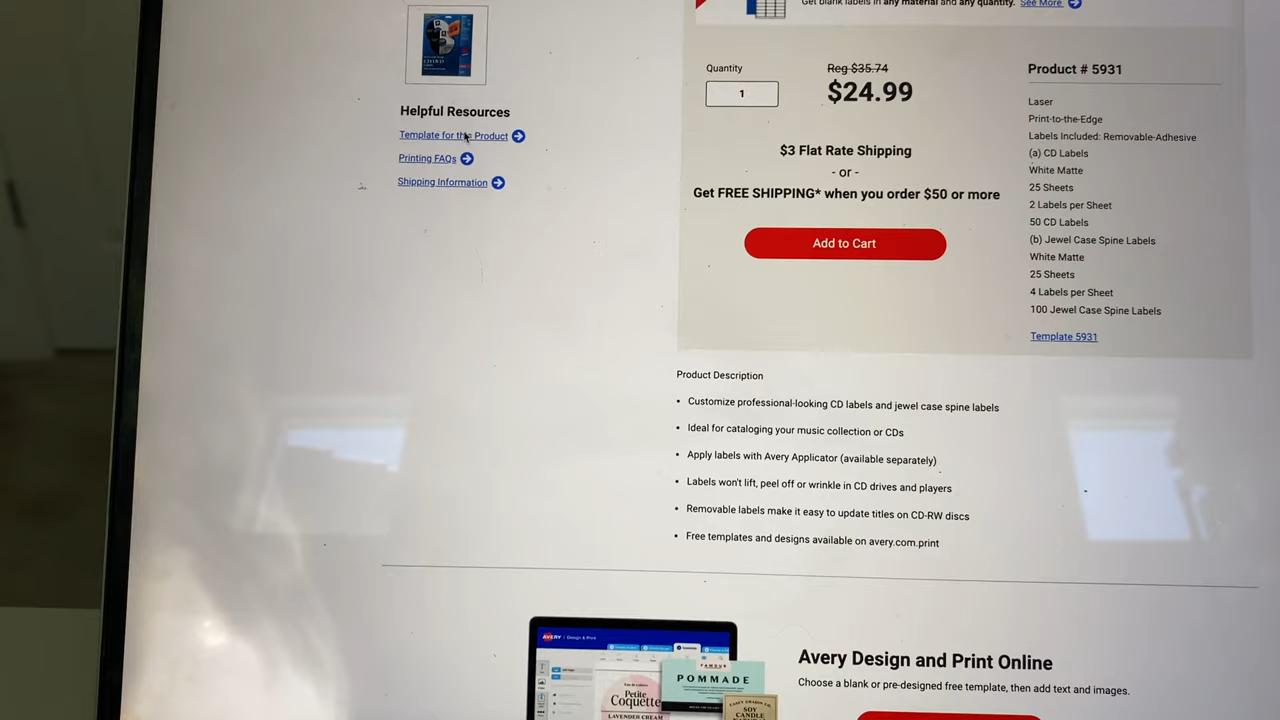 Get blank labels in any material and any quantity. See More
Helpful Resources
Template for this Product
Printing FAQs
Shipping Information
Quantity
1
Reg $35.74
$24.99
$3 Flat Rate Shipping
- or -
Get FREE SHIPPING* when you order $50 or more
Add to Cart
Product # 5931
Laser
Print-to-the-Edge
Labels Included: Removable-Adhesive
(a) CD Labels
White Matte
25 Sheets
2 Labels per Sheet
50 CD Labels
(b) Jewel Case Spine Labels
White Matte
25 Sheets
4 Labels per Sheet
100 Jewel Case Spine Labels
Template 5931
Product Description
• Customize professional-looking CD labels and jewel case spine labels
• Ideal for cataloging your music collection or CDs
• Apply labels with Avery Applicator (available separately)
• Labels won't lift, peel off or wrinkle in CD drives and players
• Removable labels make it easy to update titles on CD-RW discs
• Free templates and designs available on avery.com.print
AVERY | Design & Print
FAMOUS
POMMADE
Petite
Coquette
LAVENDER CREAM
SOY
CANDLE
Avery Design and Print Online
Choose a blank or pre-designed free template, then add text and images.